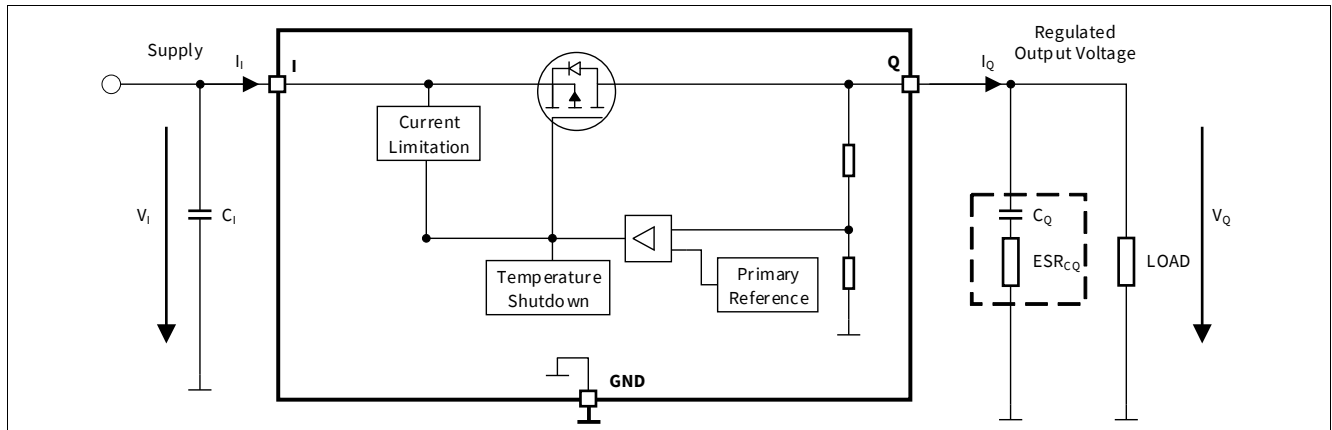 Supply
I_I
I
Q
I_Q
Regulated
Output Voltage
Current
Limitation
V_I
C_I
C_Q
V_Q
ESR_CQ
LOAD
Temperature
Shutdown
Primary
Reference
GND